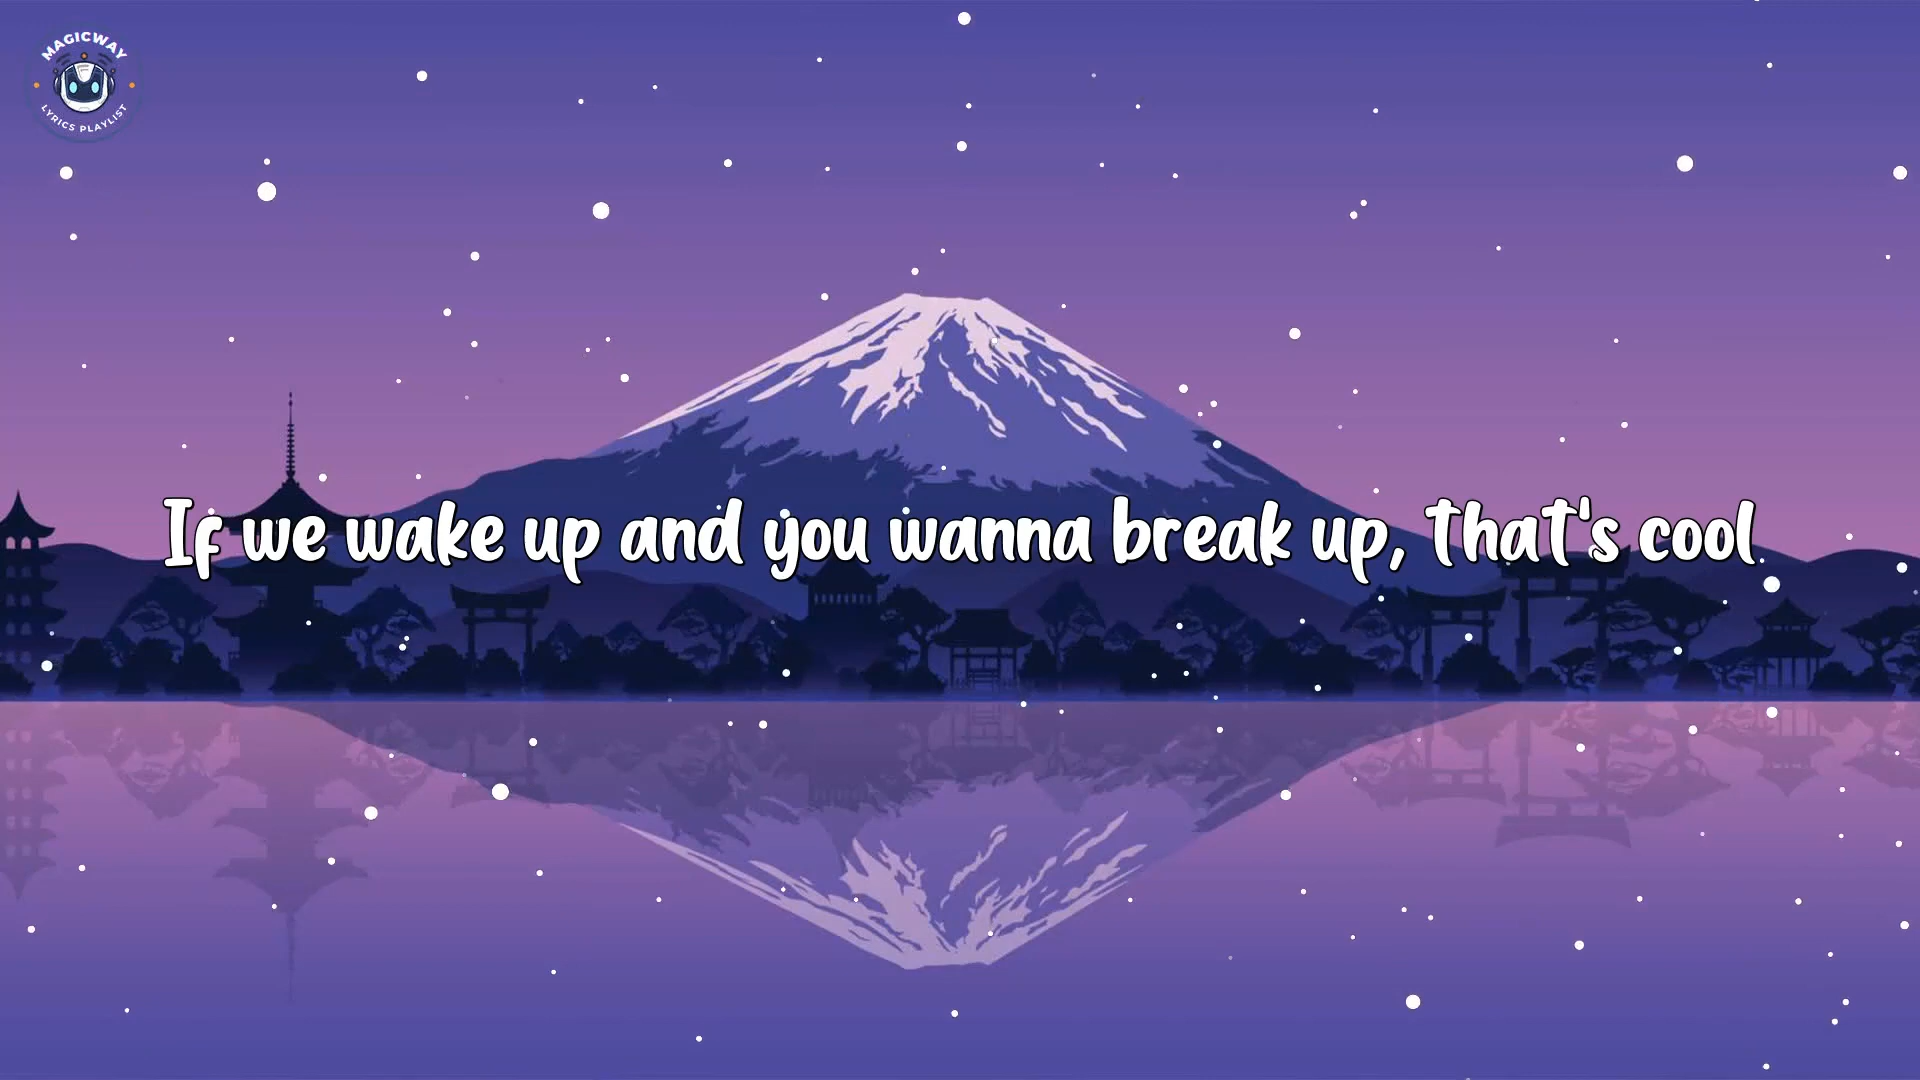 MAGICWAY
LYRICS PLAYLIST
If we wake up and you wanna break up, that's cool